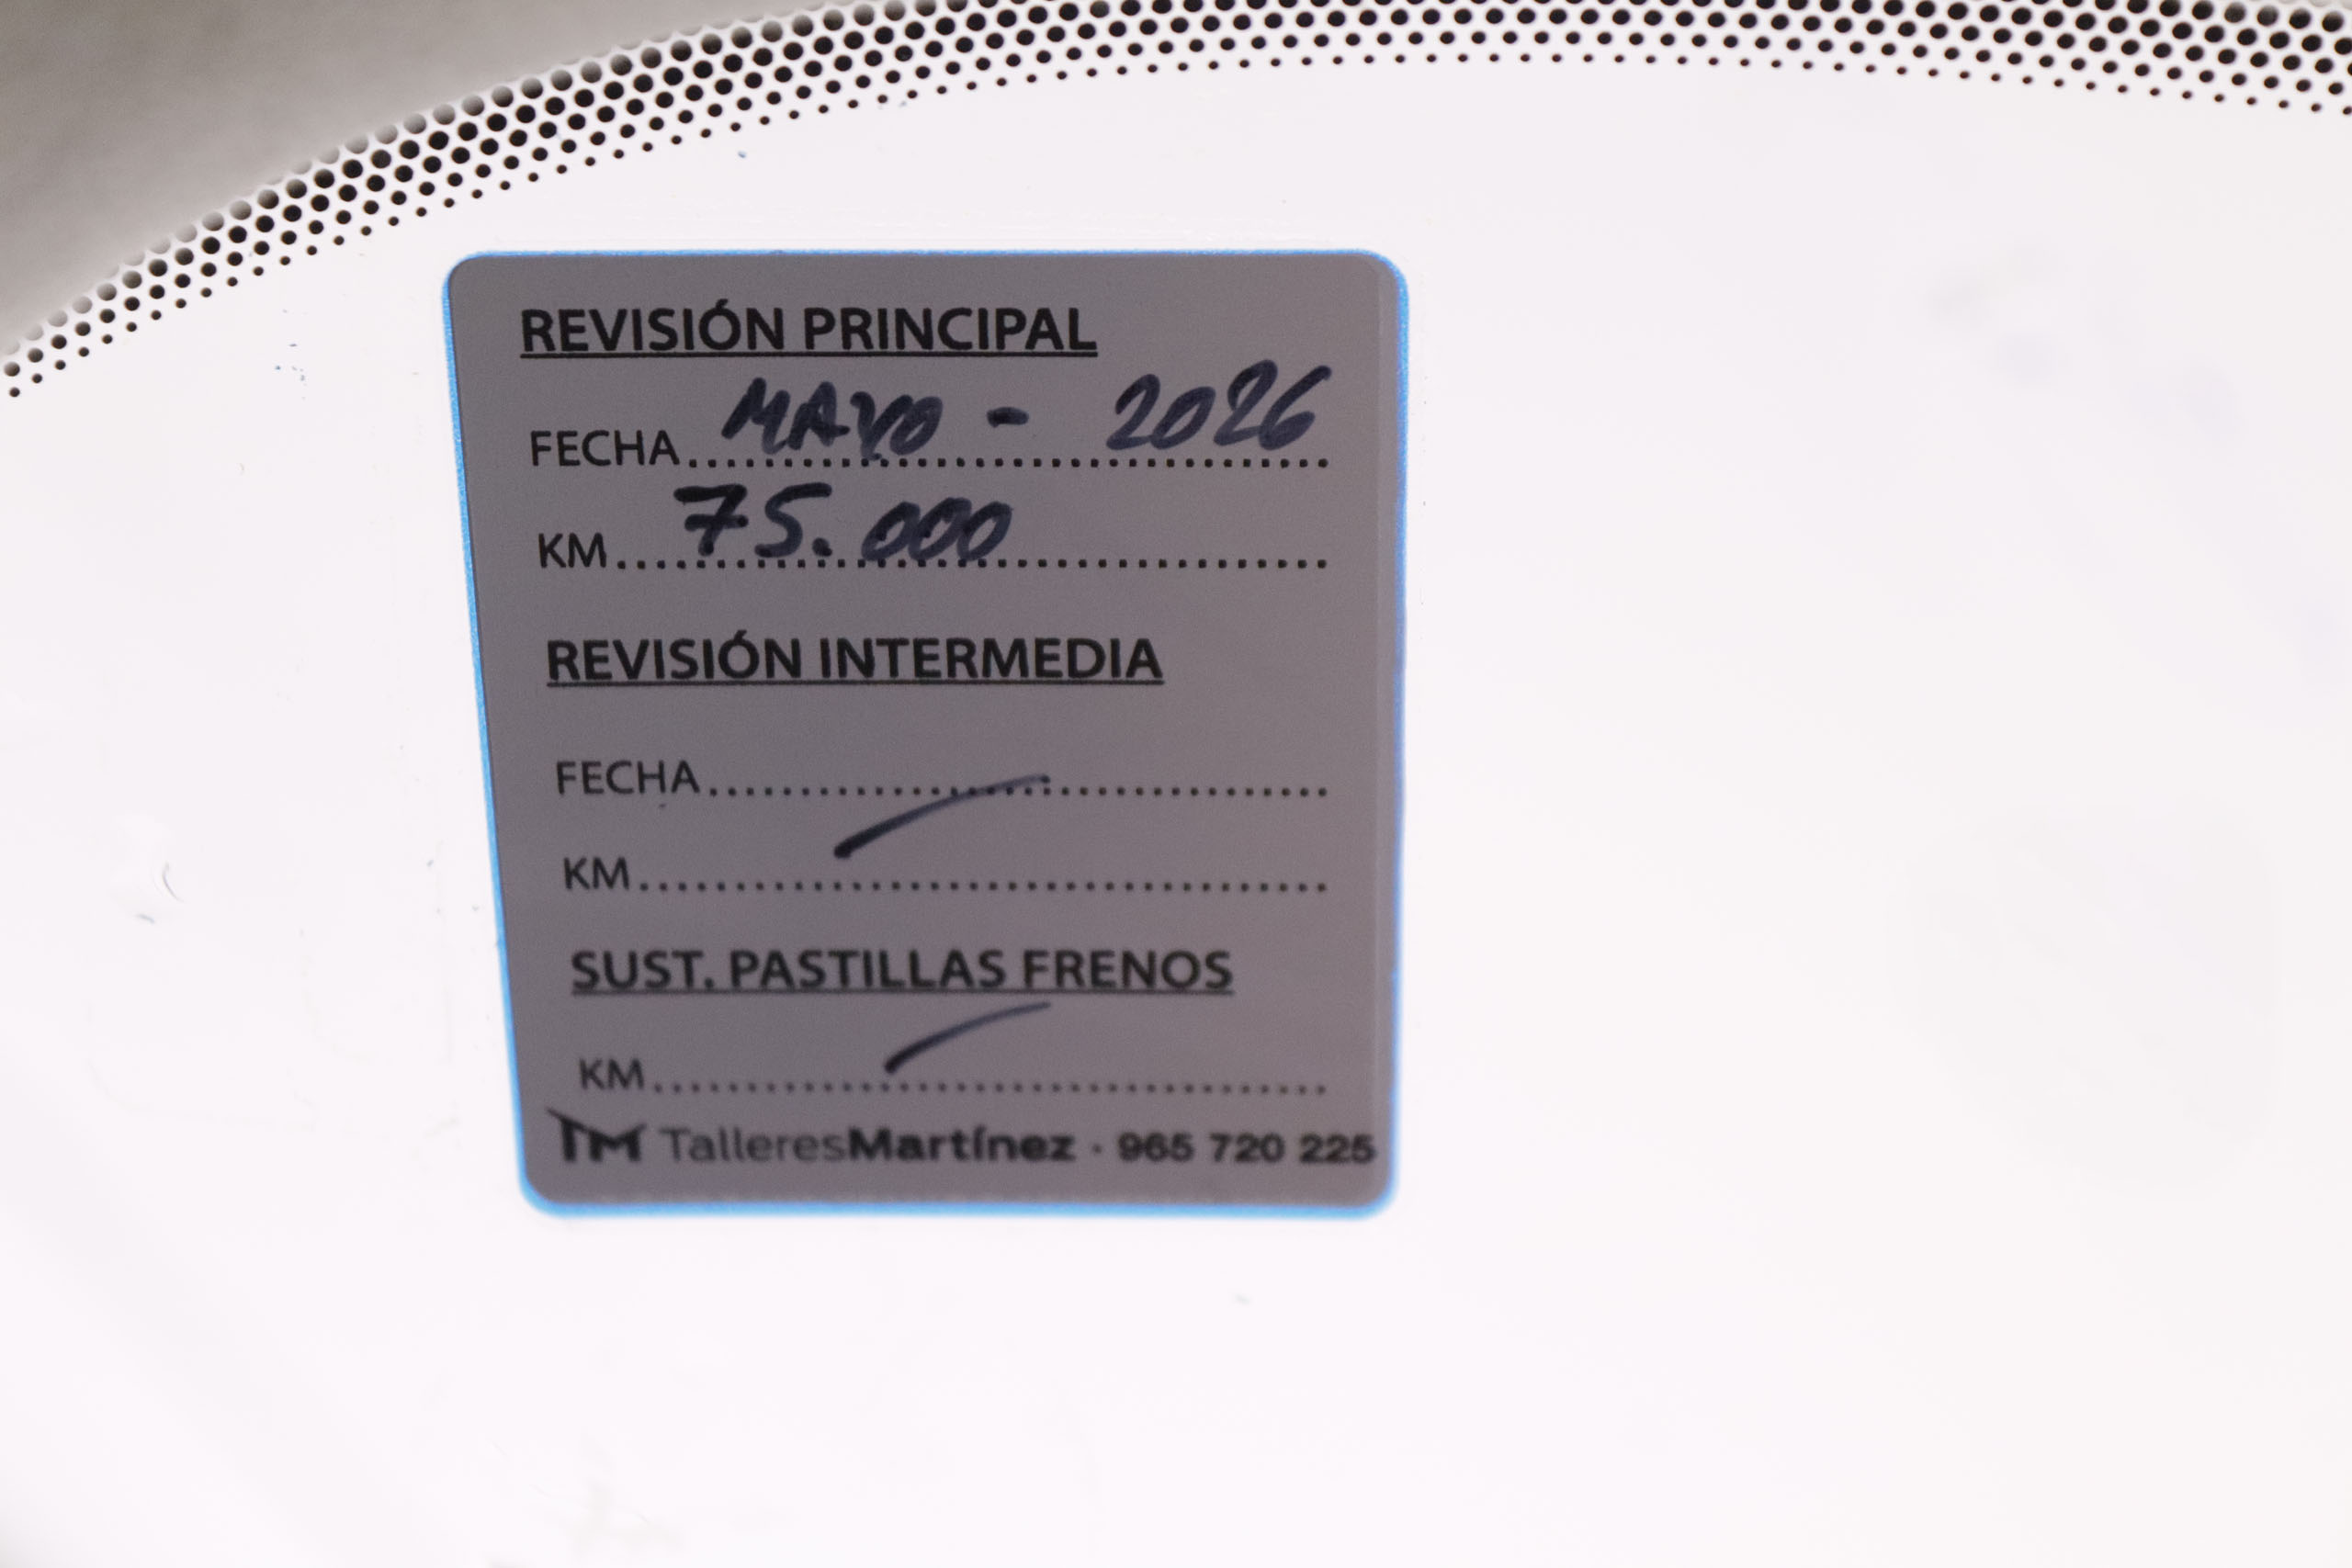 REVISIÓN PRINCIPAL
FECHA MAYO - 2026
KM 75.000
REVISIÓN INTERMEDIA
FECHA
KM
SUST. PASTILLAS FRENOS
KM
TM TalleresMartínez · 965 720 225